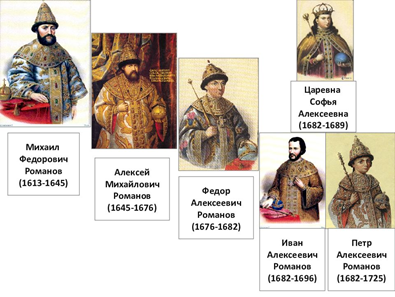 Михаил
Федорович
Романов
(1613-1645)
Алексей
Михайлович
Романов
(1645-1676)
Федор
Алексеевич
Романов
(1676-1682)
Царевна
Софья
Алексеевна
(1682-1689)
Иван
Алексеевич
Романов
(1682-1696)
Петр
Алексеевич
Романов
(1682-1725)